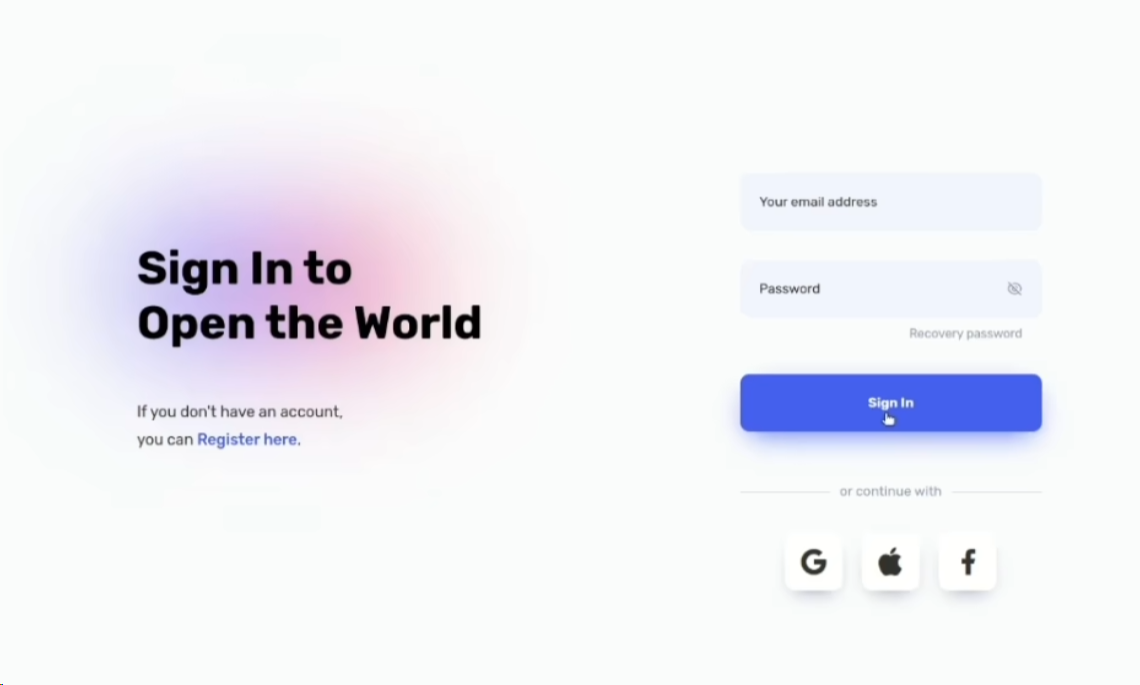 Sign In to
Open the World
If you don't have an account,
you can Register here.
Your email address
Password
Recovery password
Sign In
or continue with